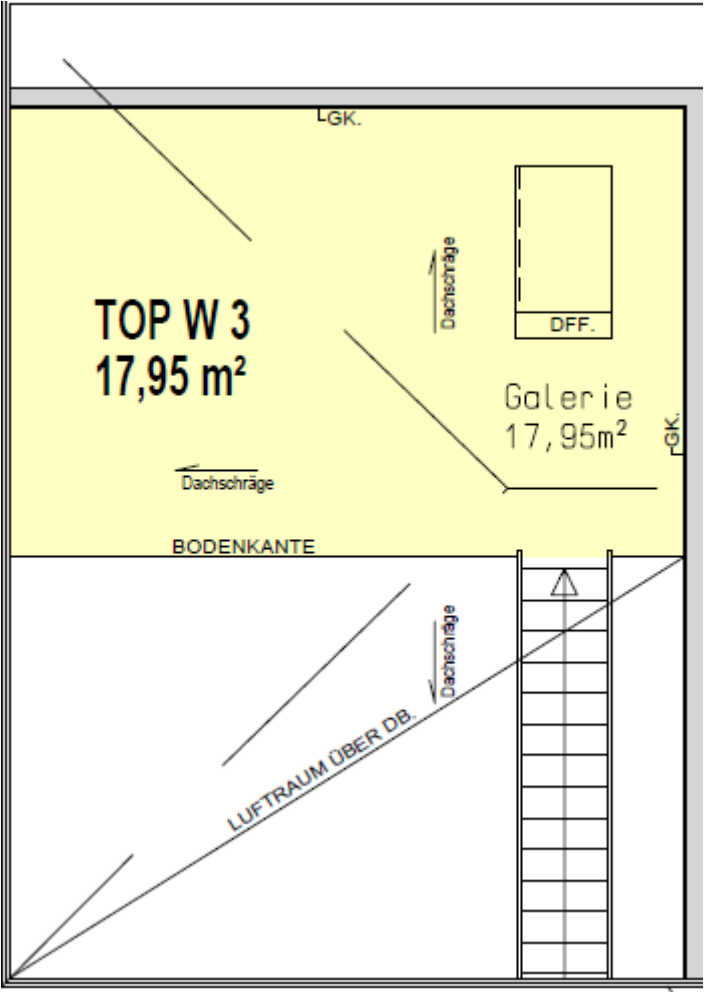 GK.
Dachschräge
DFF.
TOP W 3
17,95 m²
Galerie
17,95m²
GK.
Dachschräge
BODENKANTE
Dachschräge
LUFTRAUM ÜBER DB.